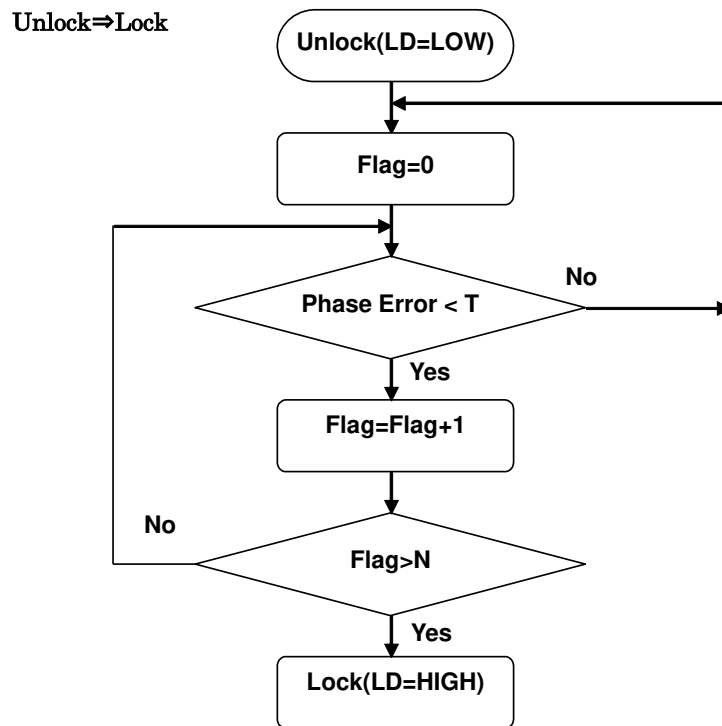 Unlock⇒Lock
Unlock(LD=LOW)
Flag=0
Phase Error < T
No
Yes
Flag=Flag+1
No
Flag>N
Yes
Lock(LD=HIGH)